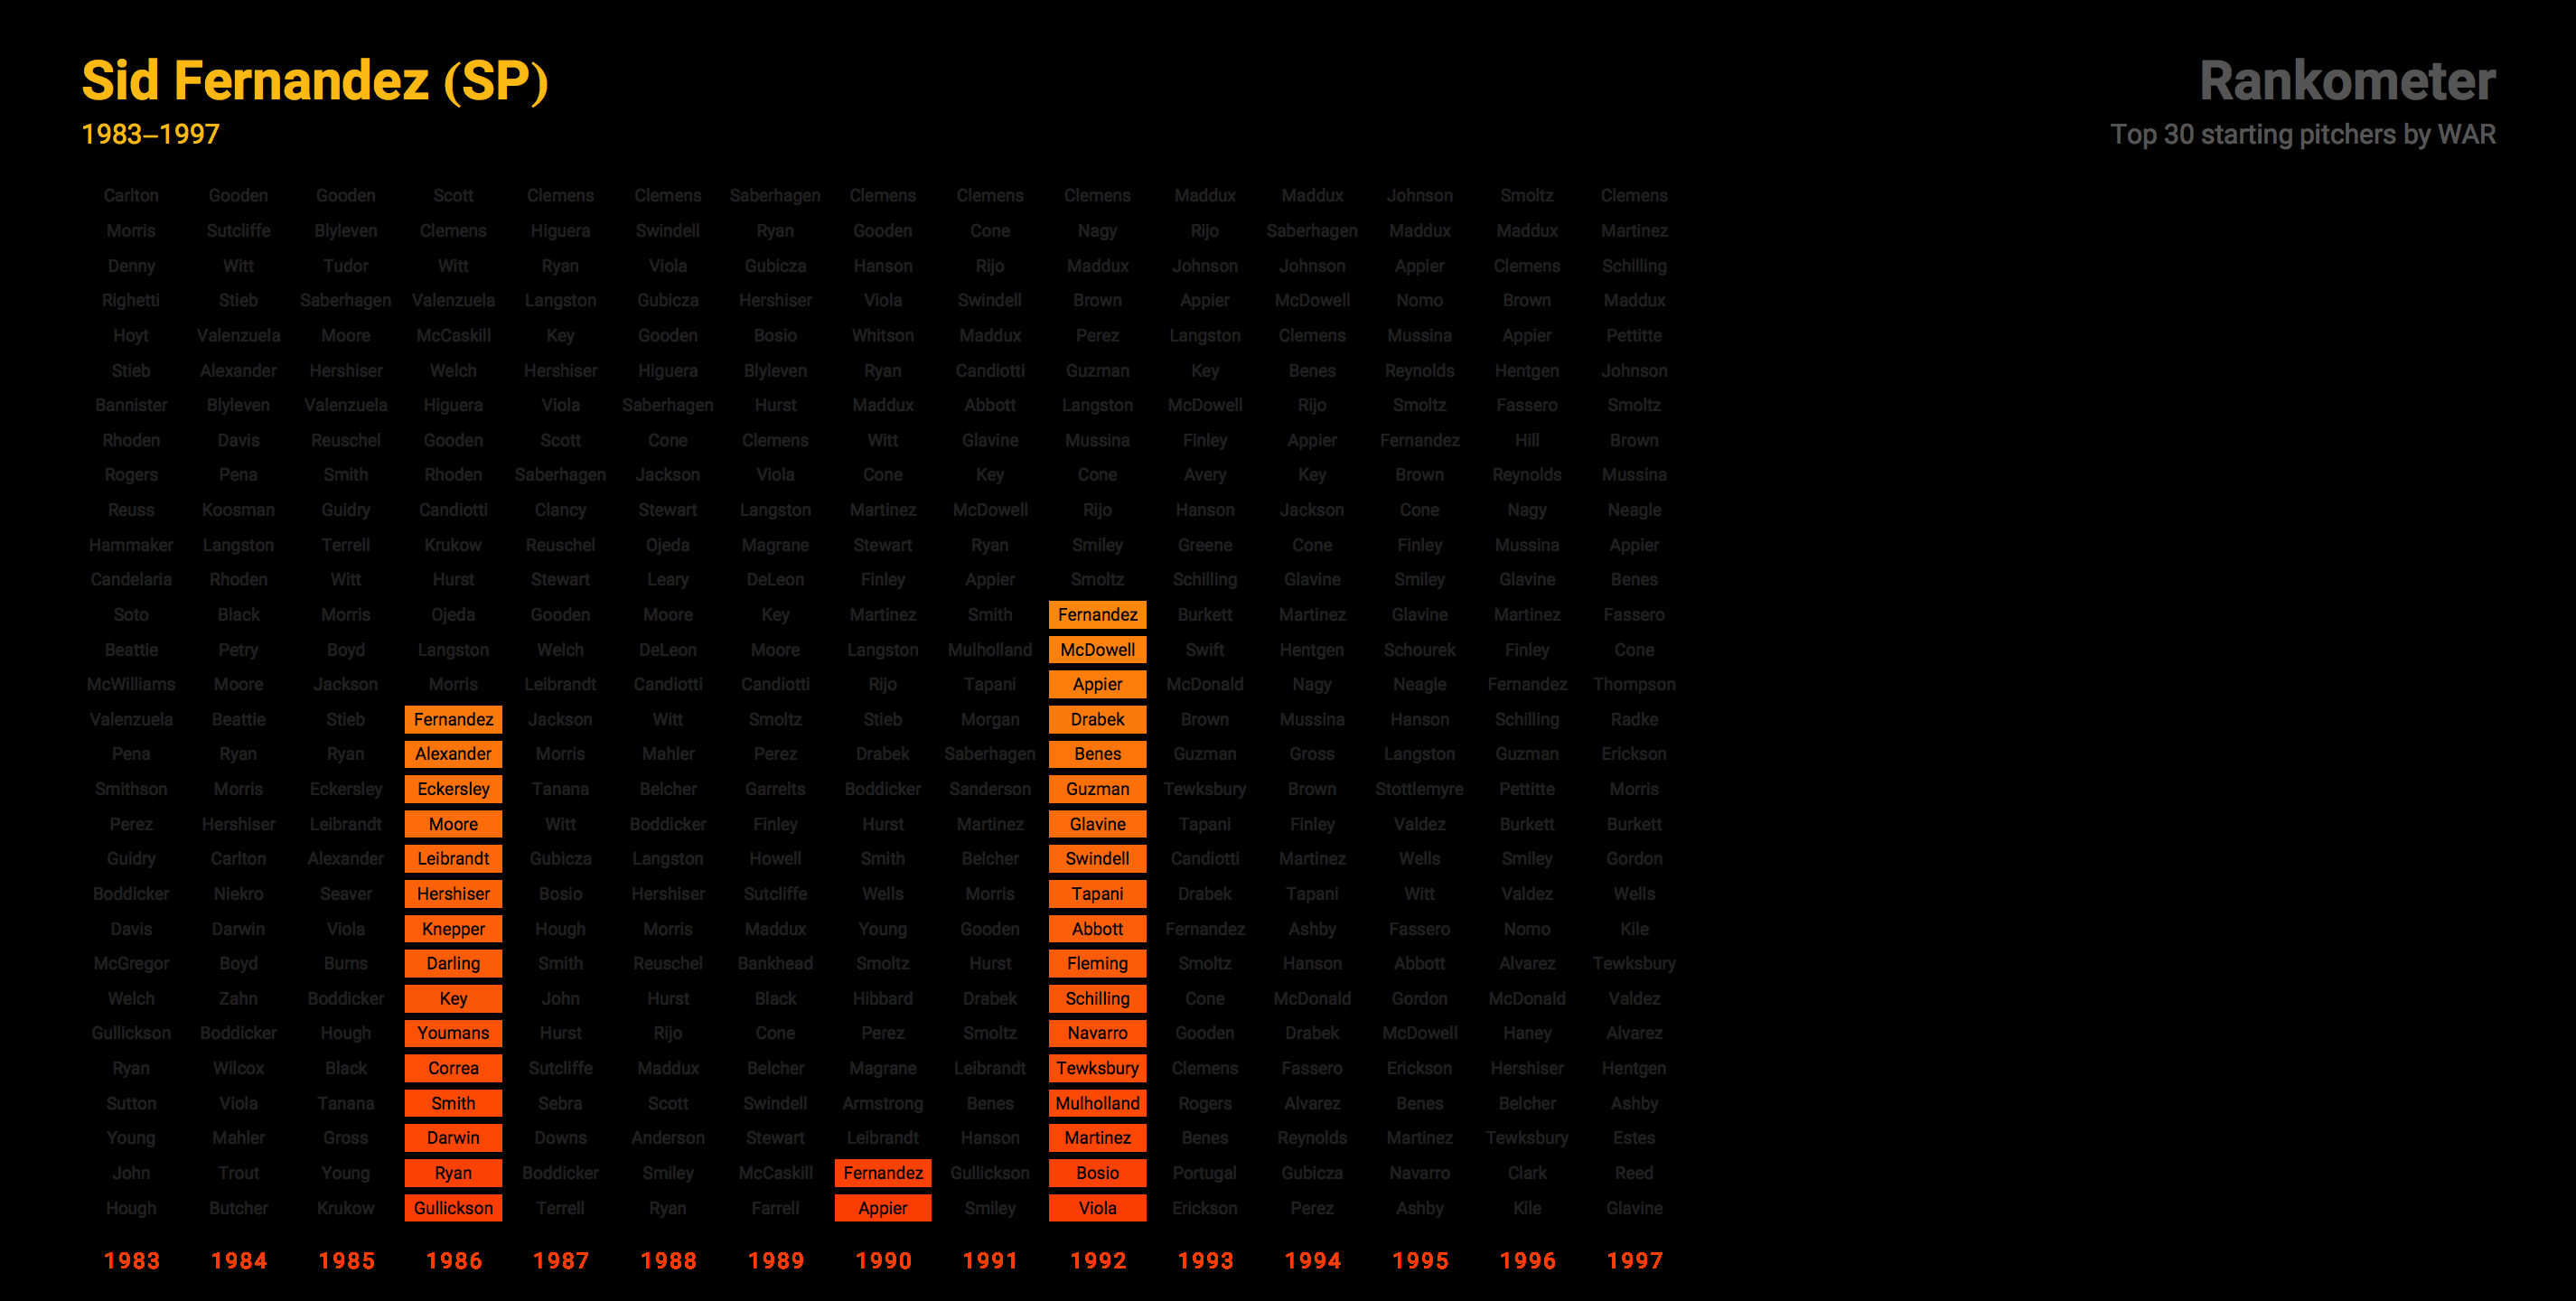 Sid Fernandez (SP)
Rankometer
1983–1997
Top 30 starting pitchers by WAR
Carlton Gooden Gooden Scott Clemens Clemens Saberhagen Clemens Clemens Clemens Maddux Maddux Johnson Smoltz Clemens
Morris Sutcliffe Blyleven Clemens Higuera Swindell Ryan Gooden Cone Nagy Rijo Saberhagen Maddux Maddux Martinez
Denny Witt Tudor Witt Ryan Viola Gubicza Hanson Rijo Maddux Johnson Johnson Appier Clemens Schilling
Righetti Stieb Saberhagen Valenzuela Langston Gubicza Hershiser Viola Swindell Brown Appier McDowell Nomo Brown Maddux
Hoyt Valenzuela Moore McCaskill Key Gooden Bosio Whitson Maddux Perez Langston Clemens Mussina Appier Pettitte
Stieb Alexander Hershiser Welch Hershiser Higuera Blyleven Ryan Candiotti Guzman Key Benes Reynolds Hentgen Johnson
Bannister Blyleven Valenzuela Higuera Viola Saberhagen Hurst Maddux Abbott Langston McDowell Rijo Smoltz Fassero Smoltz
Rhoden Davis Reuschel Gooden Scott Cone Clemens Witt Glavine Mussina Finley Appier Fernandez Hill Brown
Rogers Pena Smith Rhoden Saberhagen Jackson Viola Cone Key Cone Avery Key Brown Reynolds Mussina
Reuss Koosman Guidry Candiotti Clancy Stewart Langston Martinez McDowell Rijo Hanson Jackson Cone Nagy Neagle
Hammaker Langston Terrell Krukow Reuschel Ojeda Magrane Stewart Ryan Smiley Greene Cone Finley Mussina Appier
Candelaria Rhoden Witt Hurst Stewart Leary DeLeon Finley Appier Smoltz Schilling Glavine Smiley Glavine Benes
Soto Black Morris Ojeda Gooden Moore Key Martinez Smith Fernandez Burkett Martinez Glavine Martinez Fassero
Beattie Petry Boyd Langston Welch DeLeon Moore Langston Mulholland McDowell Swift Hentgen Schourek Finley Cone
McWilliams Moore Jackson Morris Leibrandt Candiotti Candiotti Rijo Tapani Appier McDonald Nagy Neagle Fernandez Thompson
Valenzuela Beattie Stieb Fernandez Jackson Witt Smoltz Stieb Morgan Drabek Brown Mussina Hanson Schilling Radke
Pena Ryan Ryan Alexander Morris Mahler Perez Drabek Saberhagen Benes Guzman Gross Langston Guzman Erickson
Smithson Morris Eckersley Eckersley Tanana Belcher Garrelts Boddicker Sanderson Guzman Tewksbury Brown Stottlemyre Pettitte Morris
Perez Hershiser Leibrandt Moore Witt Boddicker Finley Hurst Martinez Glavine Tapani Finley Valdez Burkett Burkett
Guidry Carlton Alexander Leibrandt Gubicza Langston Howell Smith Belcher Swindell Candiotti Martinez Wells Smiley Gordon
Boddicker Niekro Seaver Hershiser Bosio Hershiser Sutcliffe Wells Morris Tapani Drabek Tapani Witt Valdez Wells
Davis Darwin Viola Knepper Hough Morris Maddux Young Gooden Abbott Fernandez Ashby Fassero Nomo Kile
McGregor Boyd Burns Darling Smith Reuschel Bankhead Smoltz Hurst Fleming Smoltz Hanson Abbott Alvarez Tewksbury
Welch Zahn Boddicker Key John Hurst Black Hibbard Drabek Schilling Cone McDonald Gordon McDonald Valdez
Gullickson Boddicker Hough Youmans Hurst Rijo Cone Perez Smoltz Navarro Gooden Drabek McDowell Haney Alvarez
Ryan Wilcox Black Correa Sutcliffe Maddux Belcher Magrane Leibrandt Tewksbury Clemens Fassero Erickson Hershiser Hentgen
Sutton Viola Tanana Smith Sebra Scott Swindell Armstrong Benes Mulholland Rogers Alvarez Benes Belcher Ashby
Young Mahler Gross Darwin Downs Anderson Stewart Leibrandt Hanson Martinez Benes Reynolds Martinez Tewksbury Estes
John Trout Young Ryan Boddicker Smiley McCaskill Fernandez Gullickson Bosio Portugal Gubicza Navarro Clark Reed
Hough Butcher Krukow Gullickson Terrell Ryan Farrell Appier Smiley Viola Erickson Perez Ashby Kile Glavine
1983 1984 1985 1986 1987 1988 1989 1990 1991 1992 1993 1994 1995 1996 1997